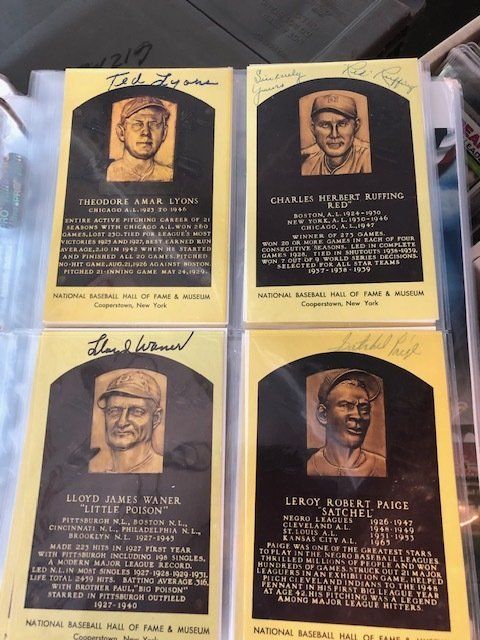 Ted Lyons
THEODORE AMAR LYONS
CHICAGO A.L. 1923 TO 1946
ENTIRE ACTIVE PITCHING CAREER OF 21
SEASONS WITH CHICAGO A.L. WON 260
GAMES, LOST 230. TIED FOR LEAGUE'S MOST
VICTORIES 1925 AND 1927. BEST EARNED RUN
AVERAGE, 2.10 IN 1942 WHEN HE STARTED
AND FINISHED ALL 20 GAMES. PITCHED
NO-HIT GAME, AUG. 21, 1926 AGAINST BOSTON.
PITCHED 21-INNING GAME MAY 24, 1929.
NATIONAL BASEBALL HALL OF FAME & MUSEUM
Cooperstown, New York
Sincerely Yours Red Ruffing
CHARLES HERBERT RUFFING
"RED"
BOSTON, A.L. 1924-1930
NEW YORK, A.L. 1930-1946
CHICAGO, A.L. 1947
WINNER OF 273 GAMES.
WON 20 OR MORE GAMES IN EACH OF FOUR
CONSECUTIVE SEASONS. LED IN COMPLETE
GAMES 1928. TIED IN SHUTOUTS 1938-1939.
WON 7 OUT OF 9 WORLD SERIES DECISIONS.
SELECTED FOR ALL STAR TEAMS
1937-1938-1939
NATIONAL BASEBALL HALL OF FAME & MUSEUM
Cooperstown, New York
Lloyd Waner
LLOYD JAMES WANER
"LITTLE POISON"
PITTSBURGH N.L., BOSTON N.L.,
CINCINNATI N.L., PHILADELPHIA N.L.,
BROOKLYN N.L. 1927-1945
MADE 223 HITS IN 1927 FIRST YEAR
WITH PITTSBURGH INCLUDING 198 SINGLES,
A MODERN MAJOR LEAGUE RECORD.
LED N.L. IN MOST SINGLES 1927-1928-1929-1931.
LIFE TOTAL 2459 HITS. BATTING AVERAGE .316.
WITH BROTHER PAUL, "BIG POISON"
STARRED IN PITTSBURGH OUTFIELD
1927-1940
NATIONAL BASEBALL HALL OF FAME & MUSEUM
Cooperstown, New York
Satchel Paige
LEROY ROBERT PAIGE
"SATCHEL"
NEGRO LEAGUES 1926-1947
CLEVELAND A.L. 1948-1949
ST. LOUIS A.L. 1951-1953
KANSAS CITY A.L. 1965
PAIGE WAS ONE OF THE GREATEST STARS
TO PLAY IN THE NEGRO BASEBALL LEAGUES.
THRILLED MILLIONS OF PEOPLE AND WON
HUNDREDS OF GAMES. STRUCK OUT 21 MAJOR
LEAGUERS IN AN EXHIBITION GAME. HELPED
PITCH CLEVELAND INDIANS TO THE 1948
PENNANT IN HIS FIRST BIG LEAGUE YEAR
AT AGE 42. HIS PITCHING WAS A LEGEND
AMONG MAJOR LEAGUE HITTERS.
NATIONAL BASEBALL HALL OF FAME & MUSEUM